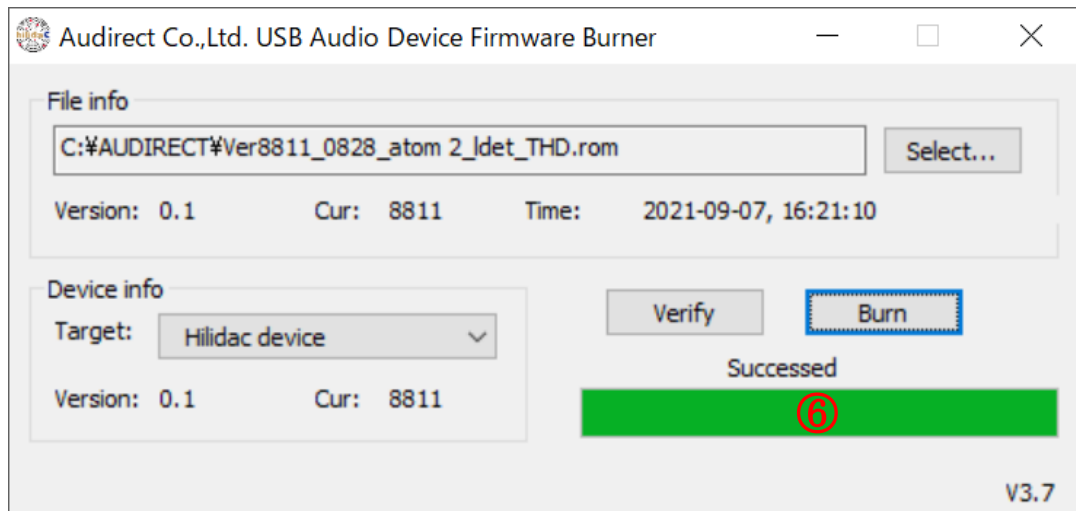 Audirect Co.,Ltd. USB Audio Device Firmware Burner
File info
C:¥AUDIRECT¥Ver8811_0828_atom 2_ldet_THD.rom
Select...
Version: 0.1 Cur: 8811 Time: 2021-09-07, 16:21:10
Device info
Target: Hilidac device
Version: 0.1 Cur: 8811
Verify
Burn
Successed
⑥
V3.7